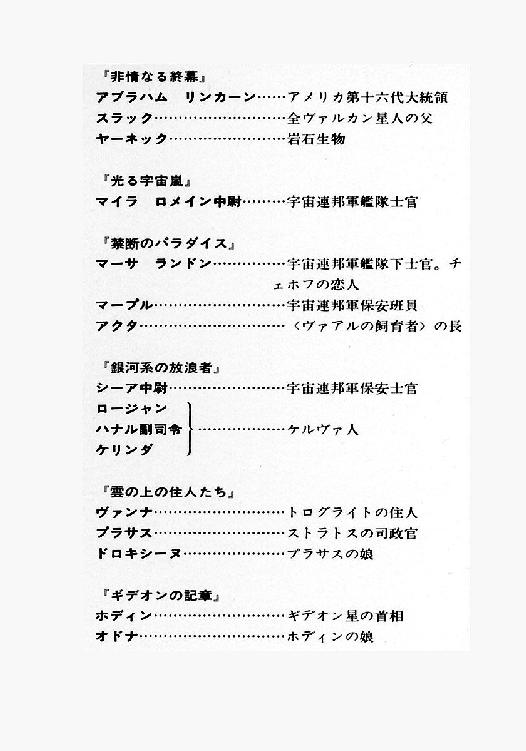 『非情なる終幕』
アブラハム　リンカーン……アメリカ第十六代大統領
スラック……………………全ヴァルカン星人の父
ヤーネック…………………岩石生物
『光る宇宙嵐』
マイラ　ロメイン中尉………宇宙連邦軍艦隊士官
『禁断のパラダイス』
マーサ　ランドン……………宇宙連邦軍艦隊下士官。チ
ェホフの恋人
マープル……………………宇宙連邦軍保安班員
アクタ………………………〈ヴァアルの飼育者〉の長
『銀河系の放浪者』
シーア中尉…………………宇宙連邦軍保安士官
ロージャン
ハナル副司令………………ケルヴァ人
ケリンダ
『雲の上の住人たち』
ヴァンナ……………………トログライトの住人
プラサス……………………ストラトスの司政官
ドロキシーヌ………………プラサスの娘
『ギデオンの記章』
ホディン……………………ギデオン星の首相
オドナ………………………ホディンの娘